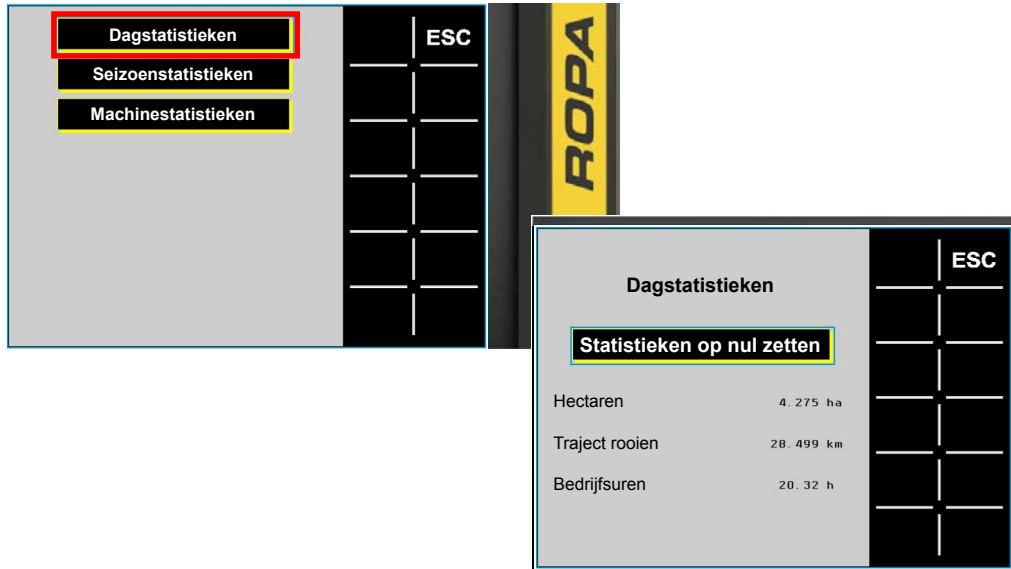 Dagstatistieken
ESC
Seizoenstatistieken
Machinestatistieken
ROPA
ESC
Dagstatistieken
Statistieken op nul zetten
Hectaren 4.275 ha
Traject rooien 28.499 km
Bedrijfsuren 20.32 h